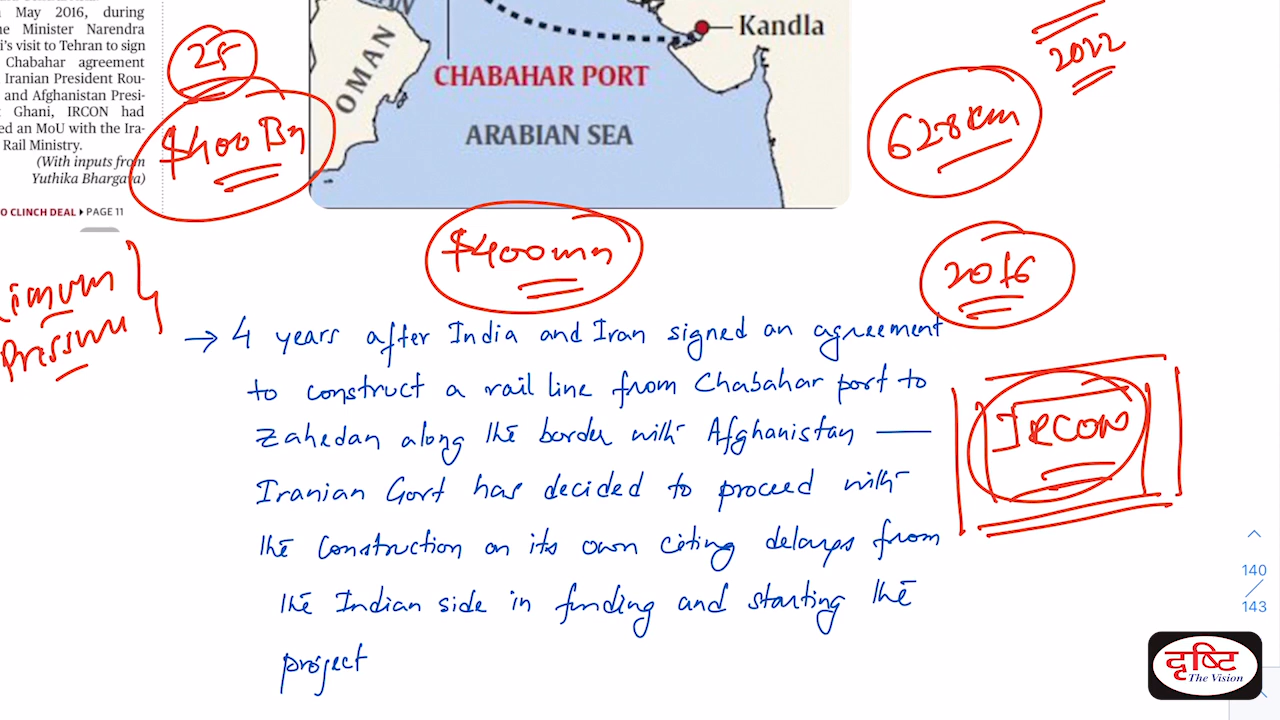 May 2016, during
ne Minister Narendra
i's visit to Tehran to sign
Chabahar agreement
Iranian President Rou-
and Afghanistan Presi-
Ghani, IRCON had
ed an MoU with the Ira-
Rail Ministry.
(With inputs from
Yuthika Bhargava)
O CLINCH DEAL ▸ PAGE 11
25
$400 Bn
OMAN
CHABAHAR PORT
ARABIAN SEA
Kandla
2022
628 km
$400 mn
2016
ximum
Pressure
→ 4 years after India and Iran signed an agreement
to construct a rail line from Chabahar port to
Zahedan along the border with Afghanistan —
Iranian Govt has decided to proceed with
the construction on its own citing delays from
the Indian side in funding and starting the
project
IRCON
140
143
दृष्टि
The Vision